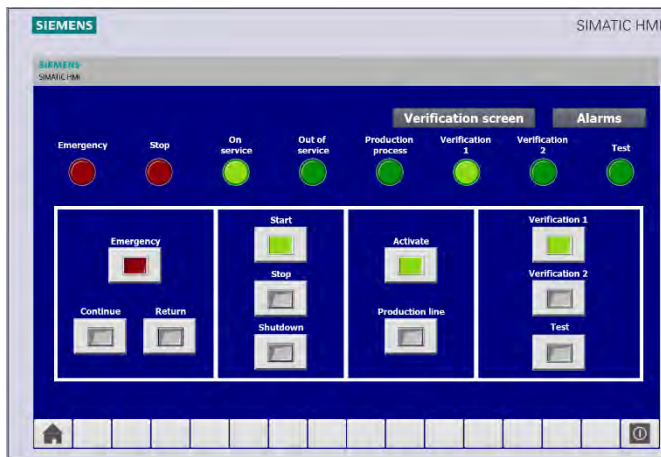 SIEMENS
SIMATIC HMI
SIEMENS
SIMATIC HMI
Verification screen
Alarms
Emergency
Stop
On
service
Out of
service
Production
process
Verification
1
Verification
2
Test
Emergency
Continue
Return
Start
Stop
Shutdown
Activate
Production line
Verification 1
Verification 2
Test